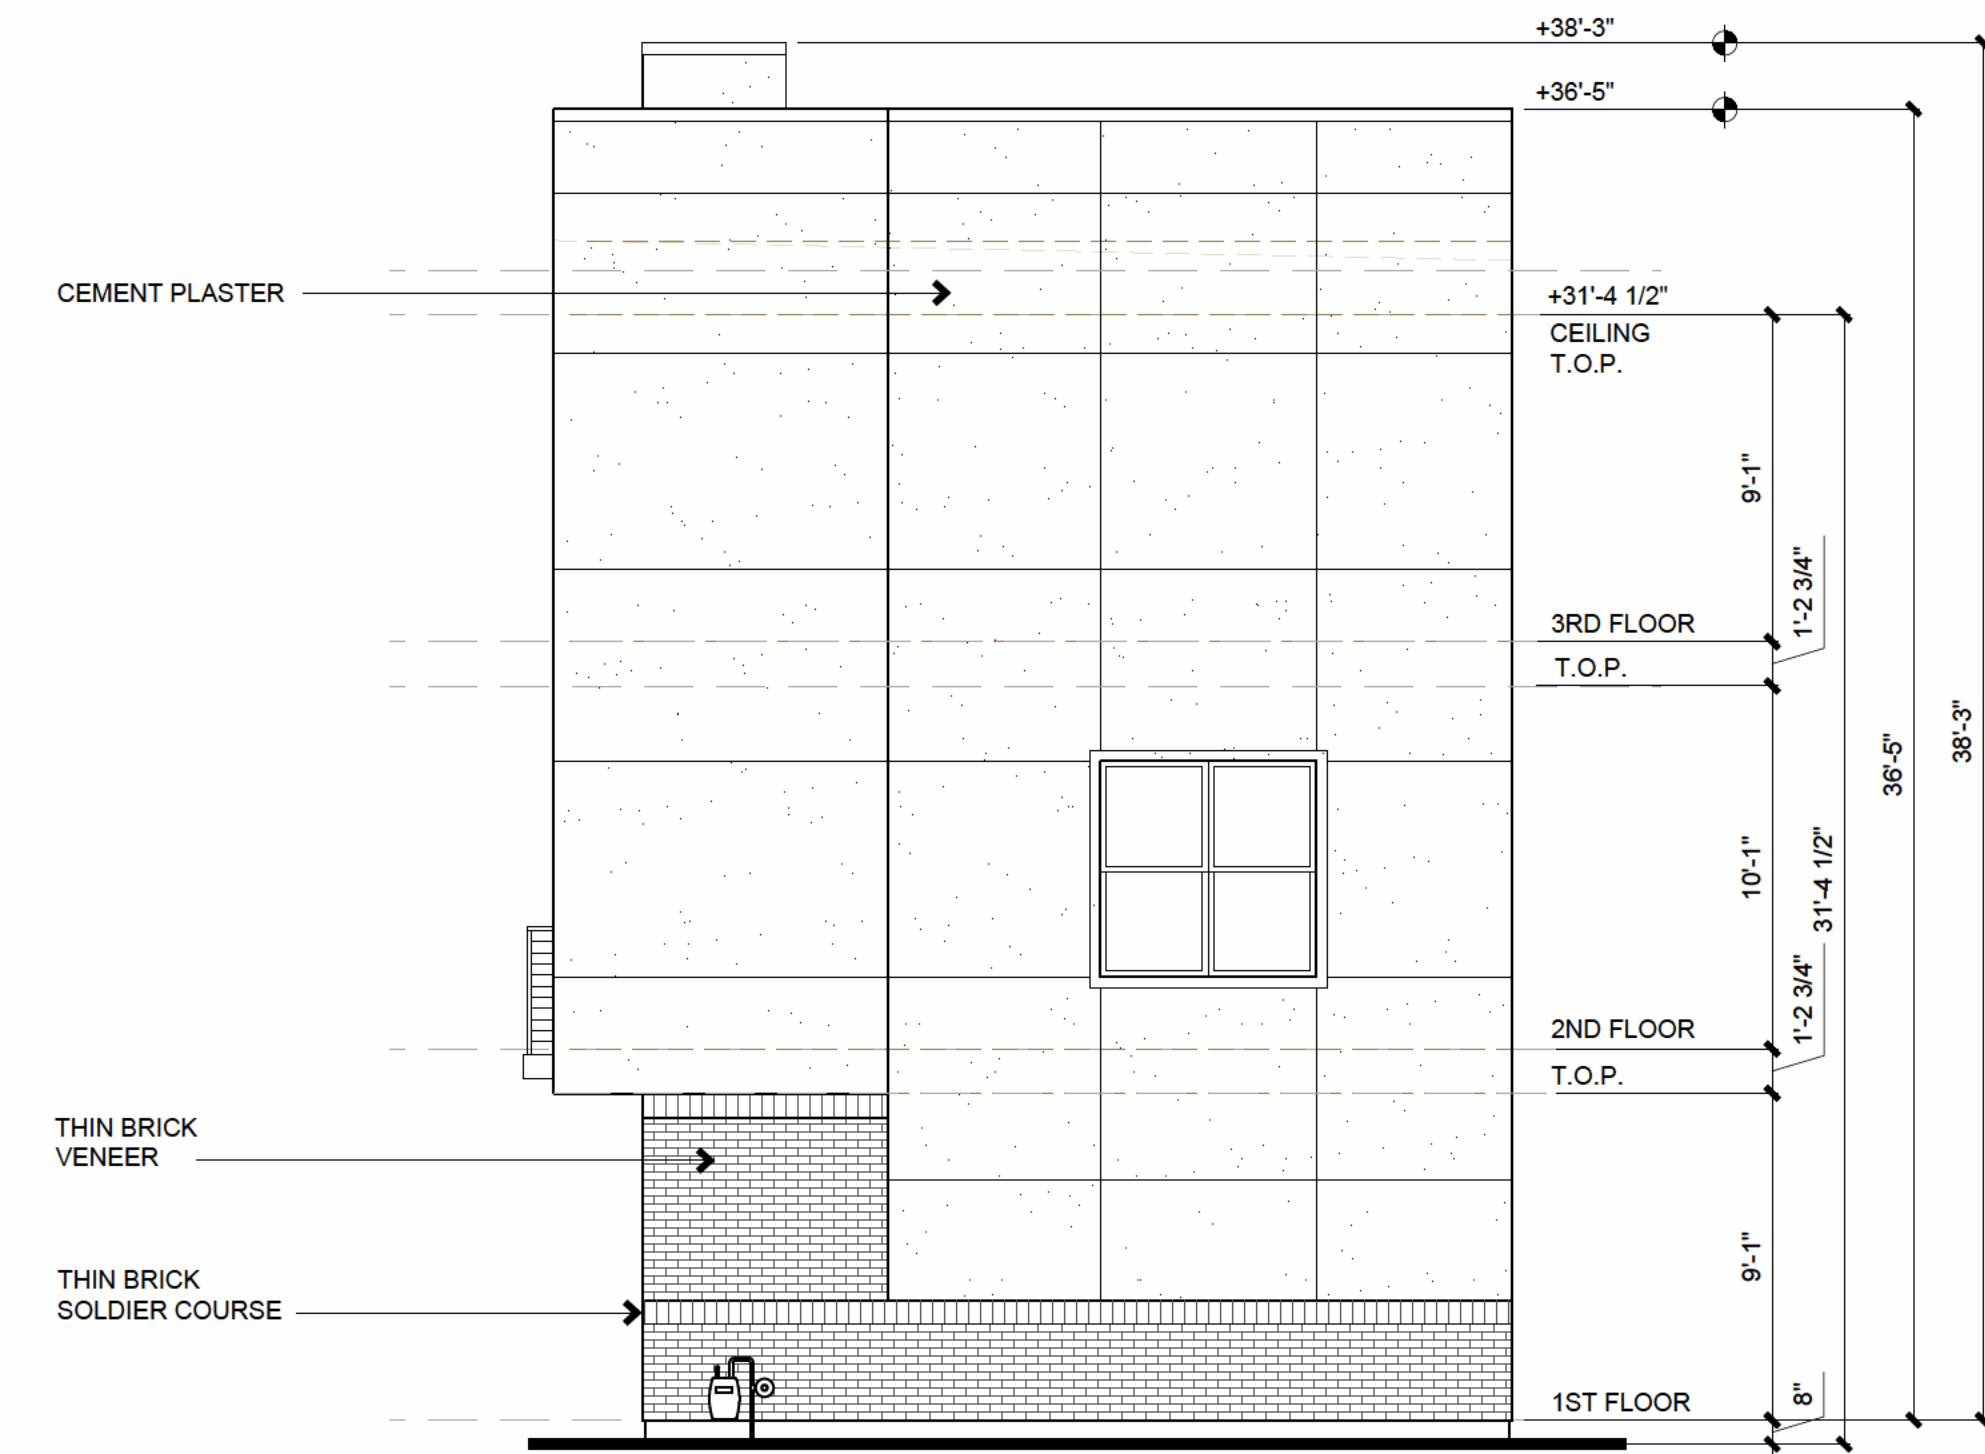 +38'-3"
+36'-5"
CEMENT PLASTER
+31'-4 1/2"
CEILING
T.O.P.
9'-1"
1'-2 3/4"
3RD FLOOR
T.O.P.
36'-5"
38'-3"
10'-1"
31'-4 1/2"
1'-2 3/4"
2ND FLOOR
T.O.P.
THIN BRICK
VENEER
9'-1"
THIN BRICK
SOLDIER COURSE
1ST FLOOR
8"